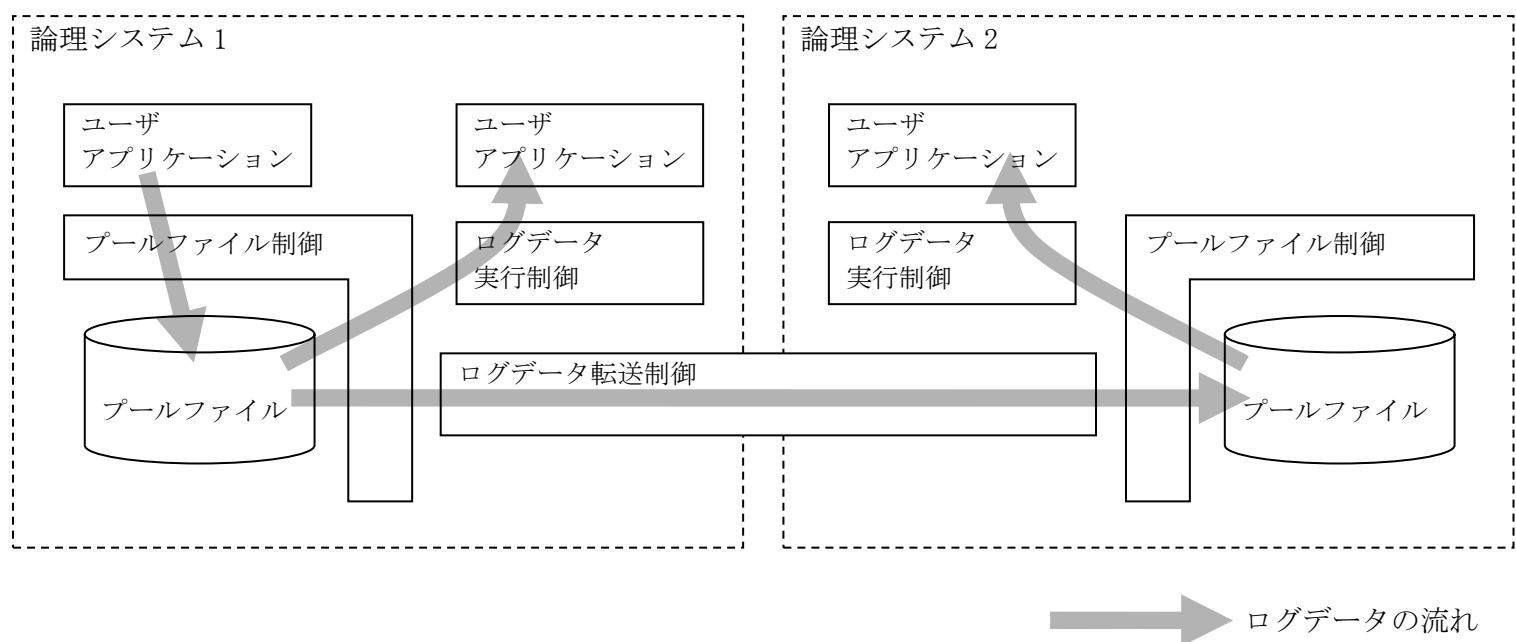 論理システム 1
論理システム 2
ユーザ
アプリケーション
ユーザ
アプリケーション
ユーザ
アプリケーション
プールファイル制御
ログデータ
実行制御
ログデータ
実行制御
プールファイル制御
ログデータ転送制御
プールファイル
プールファイル
ログデータの流れ